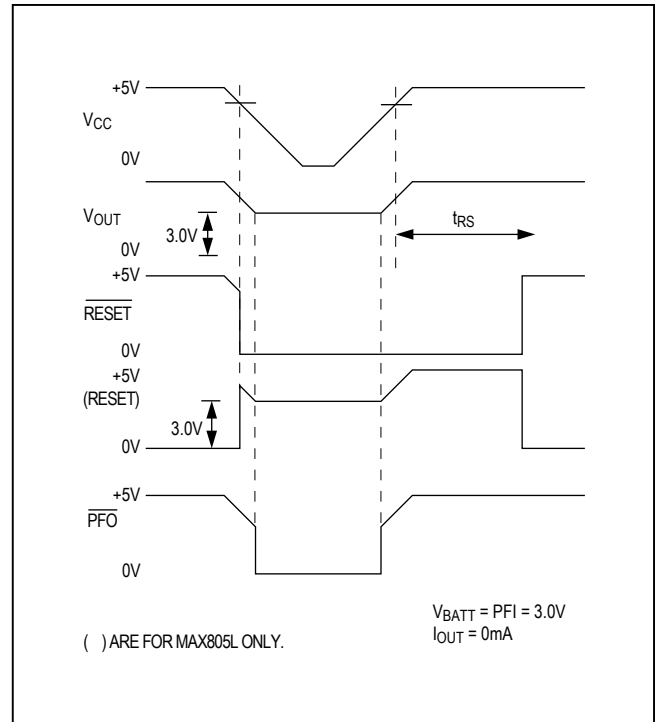 +5V
VCC
0V
VOUT
3.0V
tRS
0V
+5V
RESET
0V
+5V
(RESET)
3.0V
0V
+5V
PFO
0V
VBATT = PFI = 3.0V
IOUT = 0mA
( ) ARE FOR MAX805L ONLY.